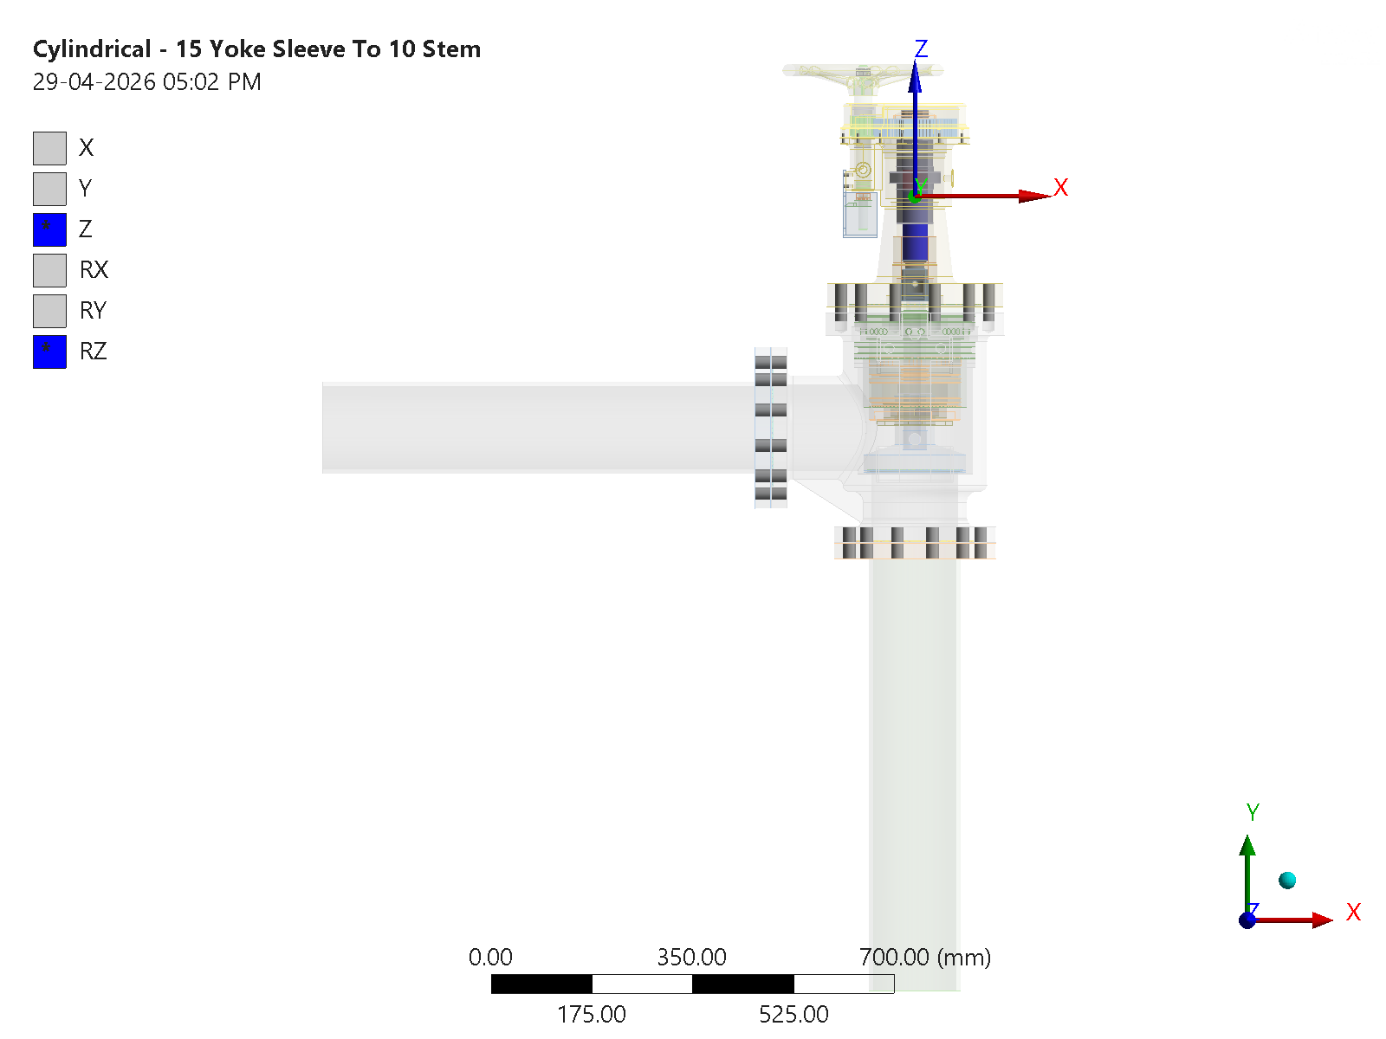 Cylindrical - 15 Yoke Sleeve To 10 Stem
29-04-2026 05:02 PM
X
Y
* Z
RX
RY
* RZ
Z
Y
X
Y
Z
X
0.00 350.00 700.00 (mm)
175.00 525.00